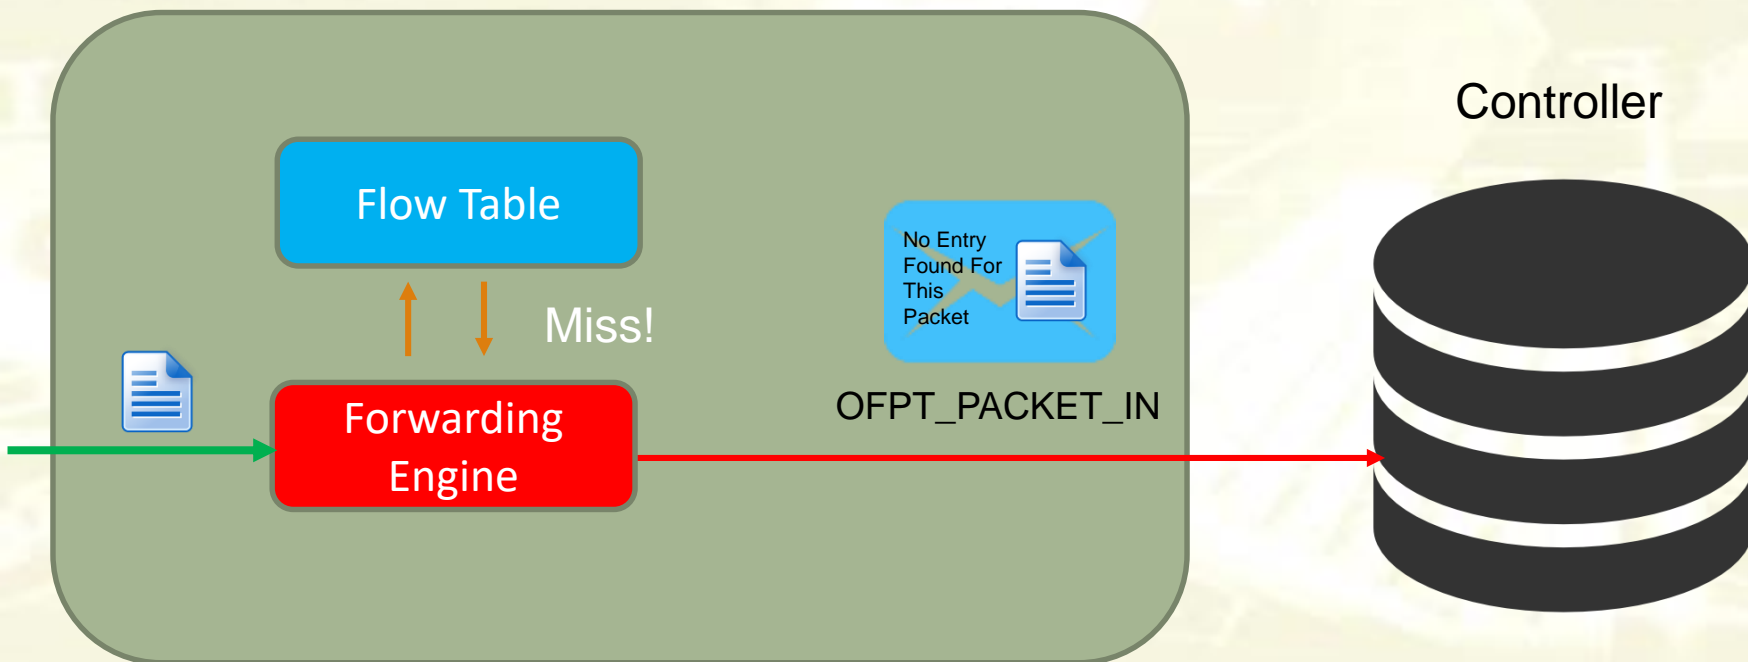 Controller
Flow Table
No Entry
Found For
This
Packet
Miss!
Forwarding
Engine
OFPT_PACKET_IN